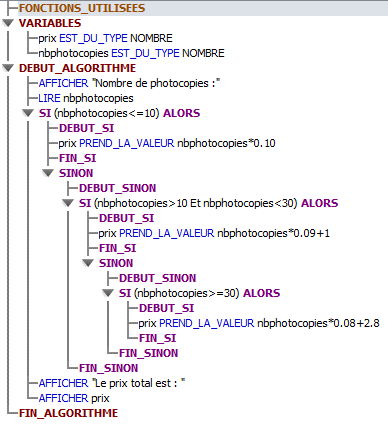 FONCTIONS_UTILISEES
VARIABLES
prix EST_DU_TYPE NOMBRE
nbphotocopies EST_DU_TYPE NOMBRE
DEBUT_ALGORITHME
AFFICHER "Nombre de photocopies :"
LIRE nbphotocopies
SI (nbphotocopies<=10) ALORS
DEBUT_SI
prix PREND_LA_VALEUR nbphotocopies*0.10
FIN_SI
SINON
DEBUT_SINON
SI (nbphotocopies>10 Et nbphotocopies<30) ALORS
DEBUT_SI
prix PREND_LA_VALEUR nbphotocopies*0.09+1
FIN_SI
SINON
DEBUT_SINON
SI (nbphotocopies>=30) ALORS
DEBUT_SI
prix PREND_LA_VALEUR nbphotocopies*0.08+2.8
FIN_SI
FIN_SINON
FIN_SINON
AFFICHER "Le prix total est : "
AFFICHER prix
FIN_ALGORITHME